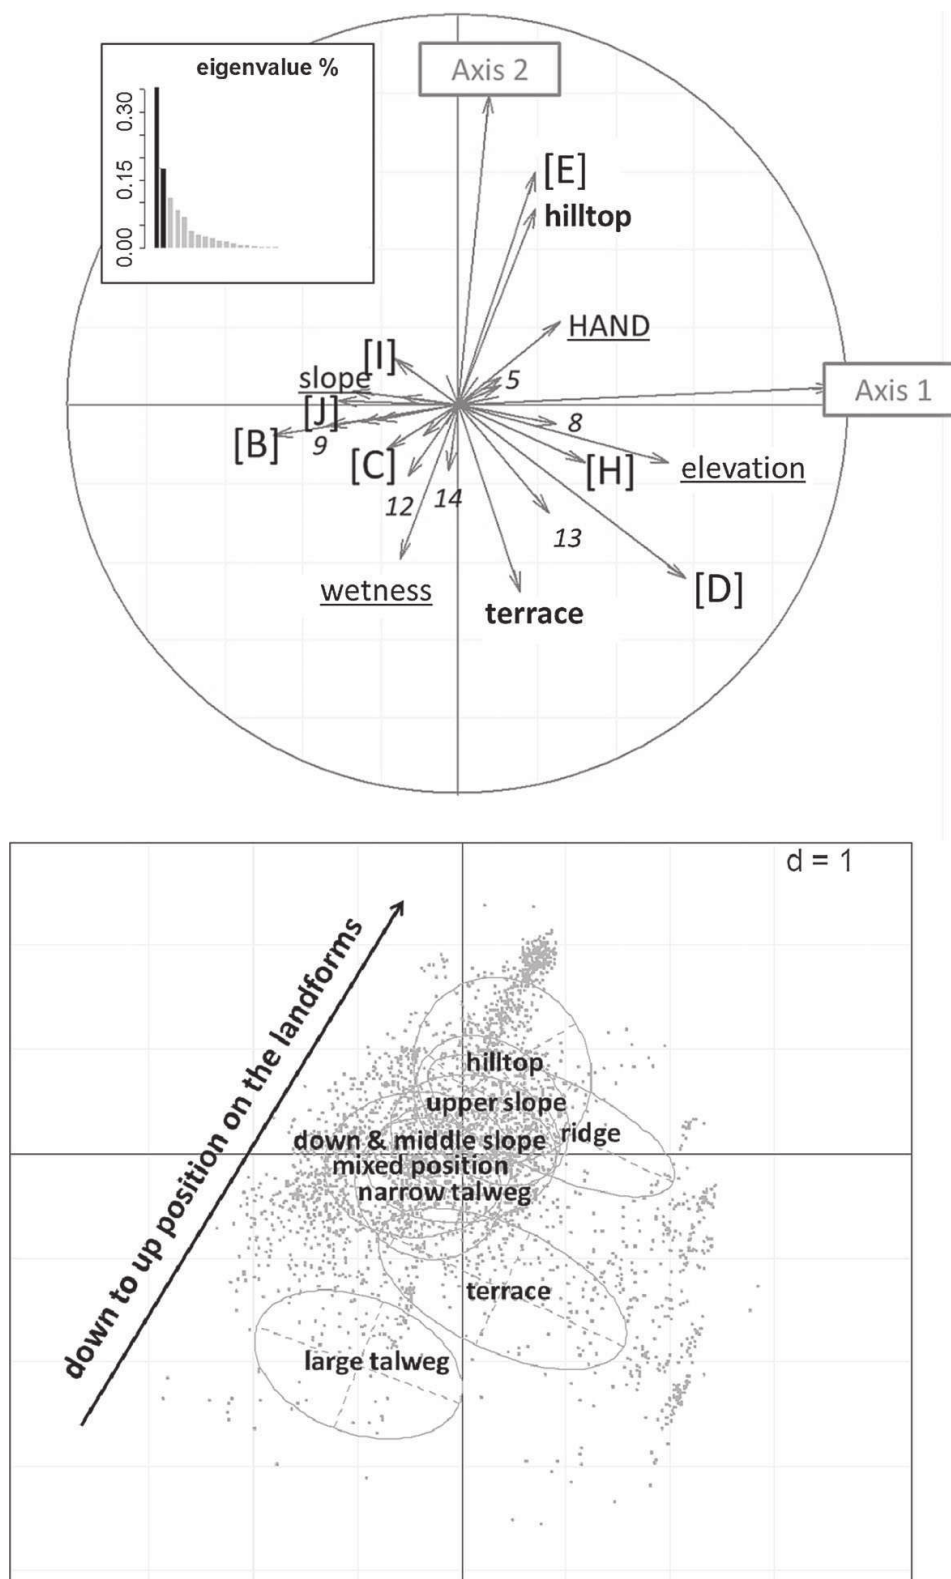 eigenvalue %
0.30
0.15
0.00
Axis 2
[E]
hilltop
HAND
[I]
slope
5
Axis 1
[J]
8
[B]
9
[C]
[H]
elevation
12
14
13
[D]
wetness
terrace
d = 1
down to up position on the landforms
hilltop
upper slope
ridge
down & middle slope
mixed position
narrow talweg
terrace
large talweg